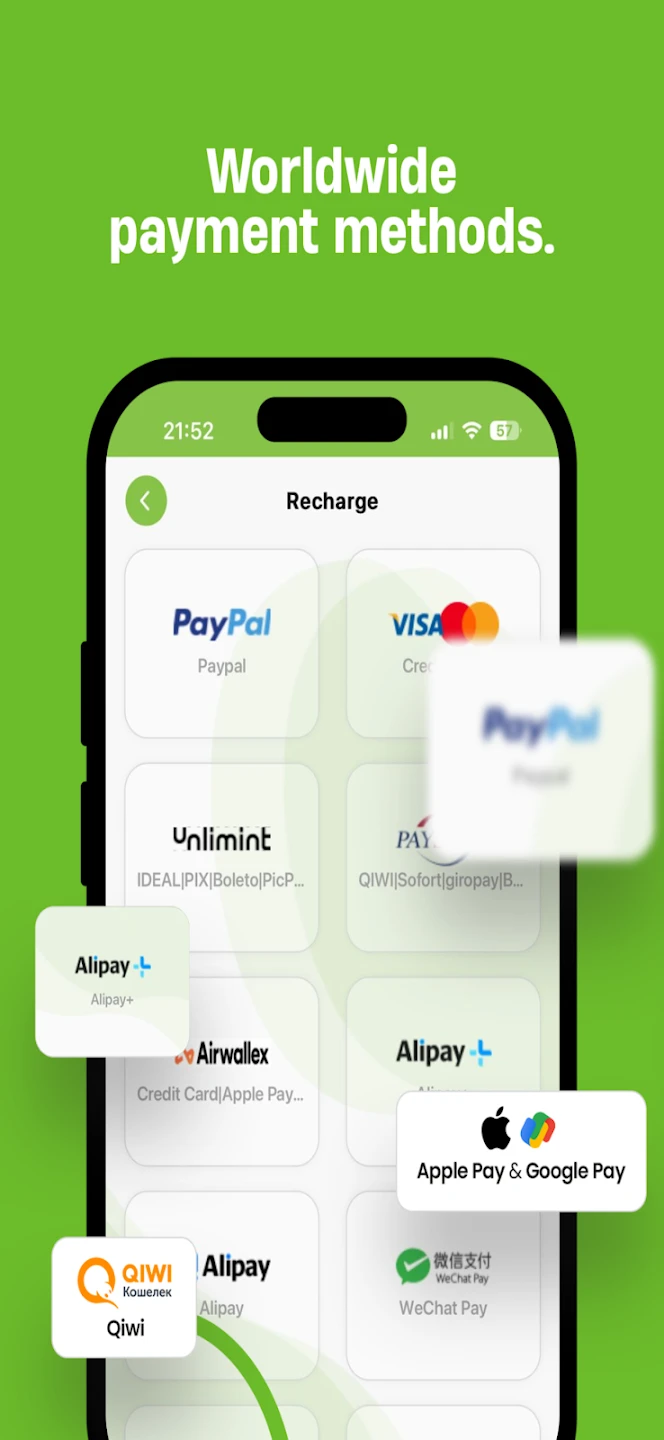 Worldwide
payment methods.
21:52
57
Recharge
PayPal
Paypal
VISA
PayPal
Paypal
Unlimint
IDEAL|PIX|Boleto|PicP...
QIWI|Sofort|giropay|B...
Alipay+
Alipay+
Airwallex
Credit Card|Apple Pay...
Alipay+
Apple Pay & Google Pay
Alipay
Alipay
微信支付
WeChat Pay
WeChat Pay
QIWI
Кошелек
Qiwi